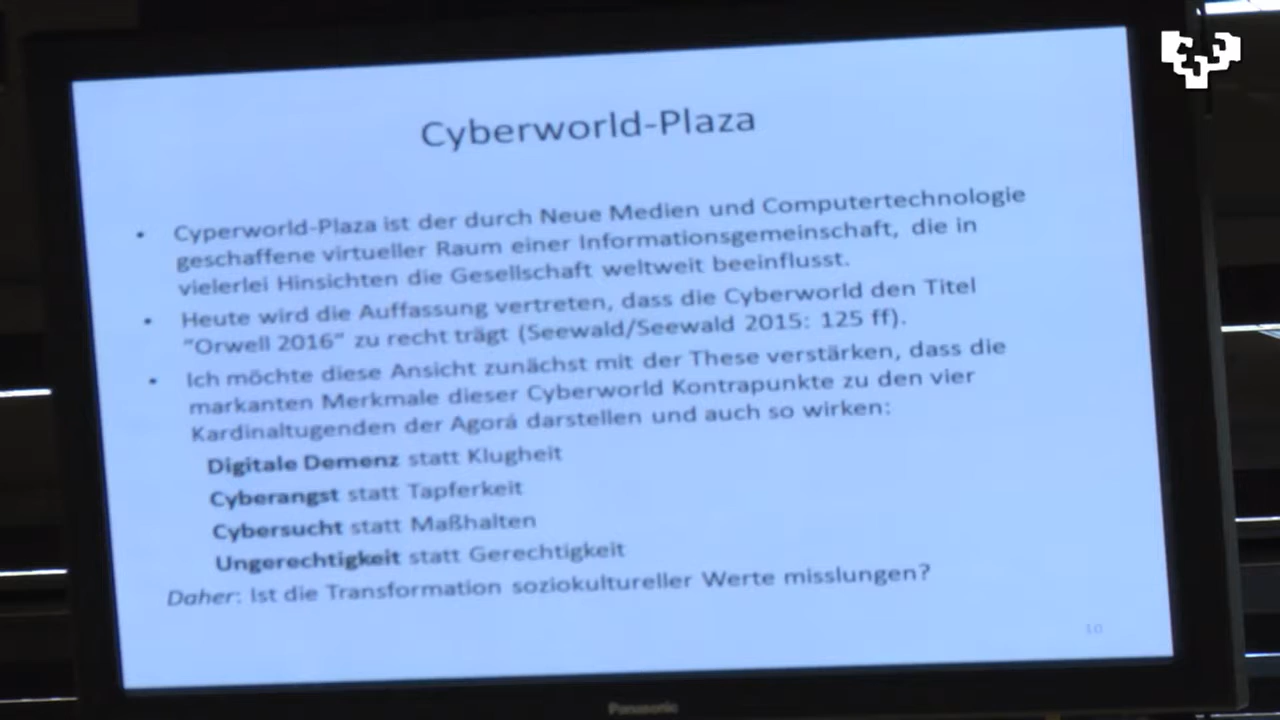 Cyberworld-Plaza
• Cyperworld-Plaza ist der durch Neue Medien und Computertechnologie
geschaffene virtueller Raum einer Informationsgemeinschaft, die in
vielerlei Hinsichten die Gesellschaft weltweit beeinflusst.
• Heute wird die Auffassung vertreten, dass die Cyberworld den Titel
"Orwell 2016" zu recht trägt (Seewald/Seewald 2015: 125 ff).
• Ich möchte diese Ansicht zunächst mit der These verstärken, dass die
markanten Merkmale dieser Cyberworld Kontrapunkte zu den vier
Kardinaltugenden der Agorá darstellen und auch so wirken:
Digitale Demenz statt Klugheit
Cyberangst statt Tapferkeit
Cybersucht statt Maßhalten
Ungerechtigkeit statt Gerechtigkeit
Daher: Ist die Transformation soziokultureller Werte misslungen?
10
Panasonic